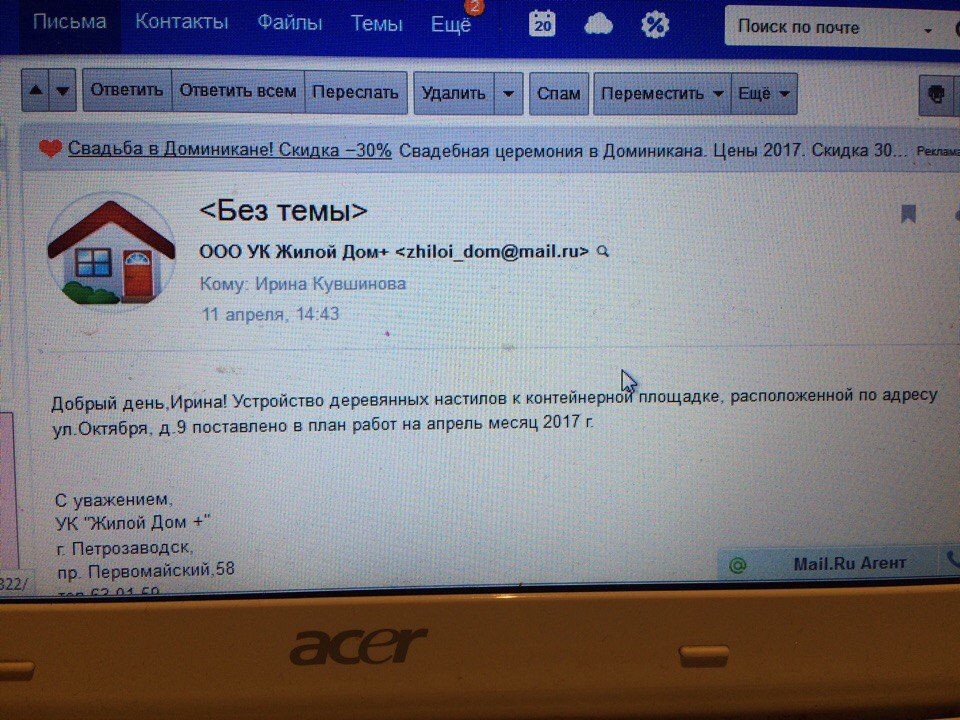 Письма Контакты Файлы Темы Ещё 2 20 % Поиск по почте
Ответить Ответить всем Переслать Удалить Спам Переместить Ещё
Свадьба в Доминикане! Скидка −30% Свадебная церемония в Доминикана. Цены 2017. Скидка 30... Реклама
<Без темы>
ООО УК Жилой Дом+ <zhiloi_dom@mail.ru>
Кому: Ирина Кувшинова
11 апреля, 14:43
Добрый день,Ирина! Устройство деревянных настилов к контейнерной площадке, расположенной по адресу
ул.Октября, д.9 поставлено в план работ на апрель месяц 2017 г.
С уважением,
УК "Жилой Дом +"
г. Петрозаводск,
пр. Первомайский,58
322/
@ Mail.Ru Агент
acer